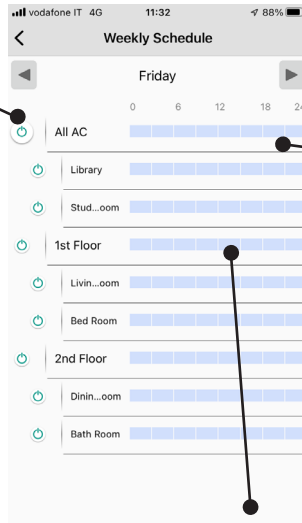 vodafone IT 4G 11:32 88%
Weekly Schedule
Friday
0 6 12 18 24
All AC
Library
Stud...oom
1st Floor
Livin...oom
Bed Room
2nd Floor
Dinin...oom
Bath Room